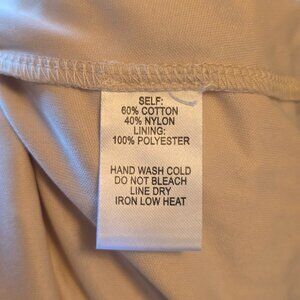 SELF:
60% COTTON
40% NYLON
LINING:
100% POLYESTER
HAND WASH COLD
DO NOT BLEACH
LINE DRY
IRON LOW HEAT